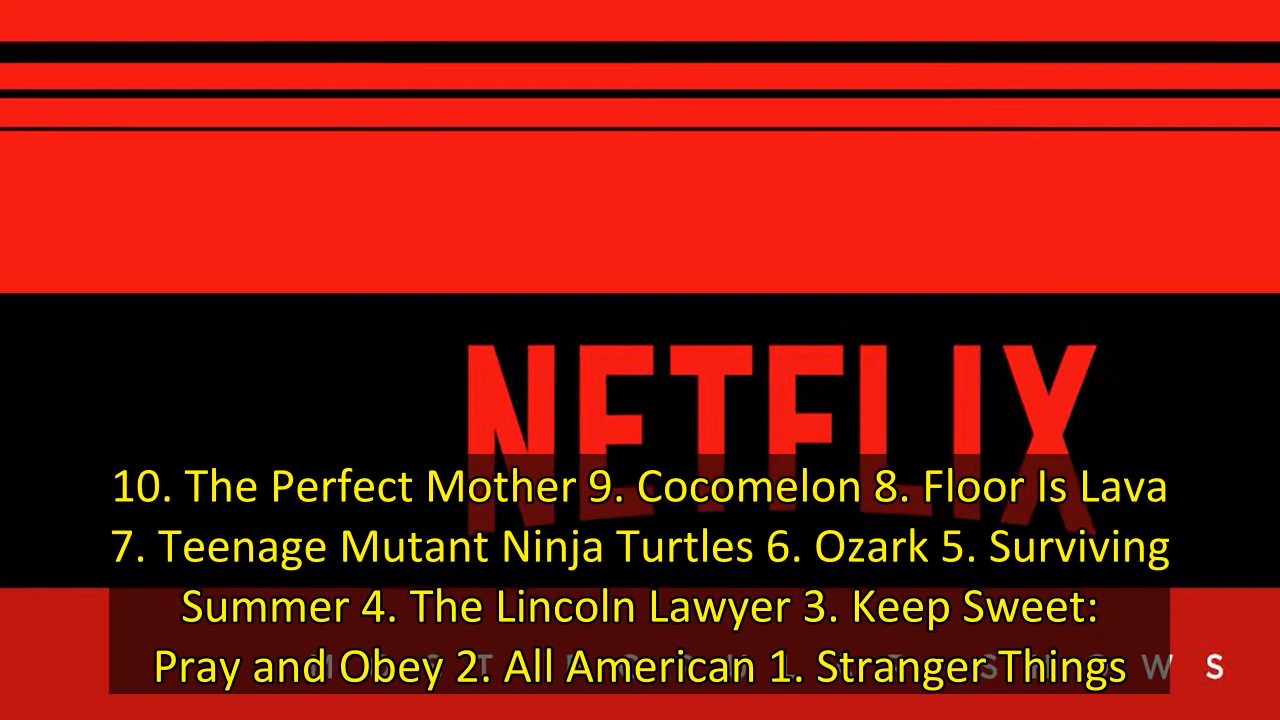 NETFLIX
10. The Perfect Mother 9. Cocomelon 8. Floor Is Lava
7. Teenage Mutant Ninja Turtles 6. Ozark 5. Surviving
Summer 4. The Lincoln Lawyer 3. Keep Sweet:
Pray and Obey 2. All American 1. Stranger Things